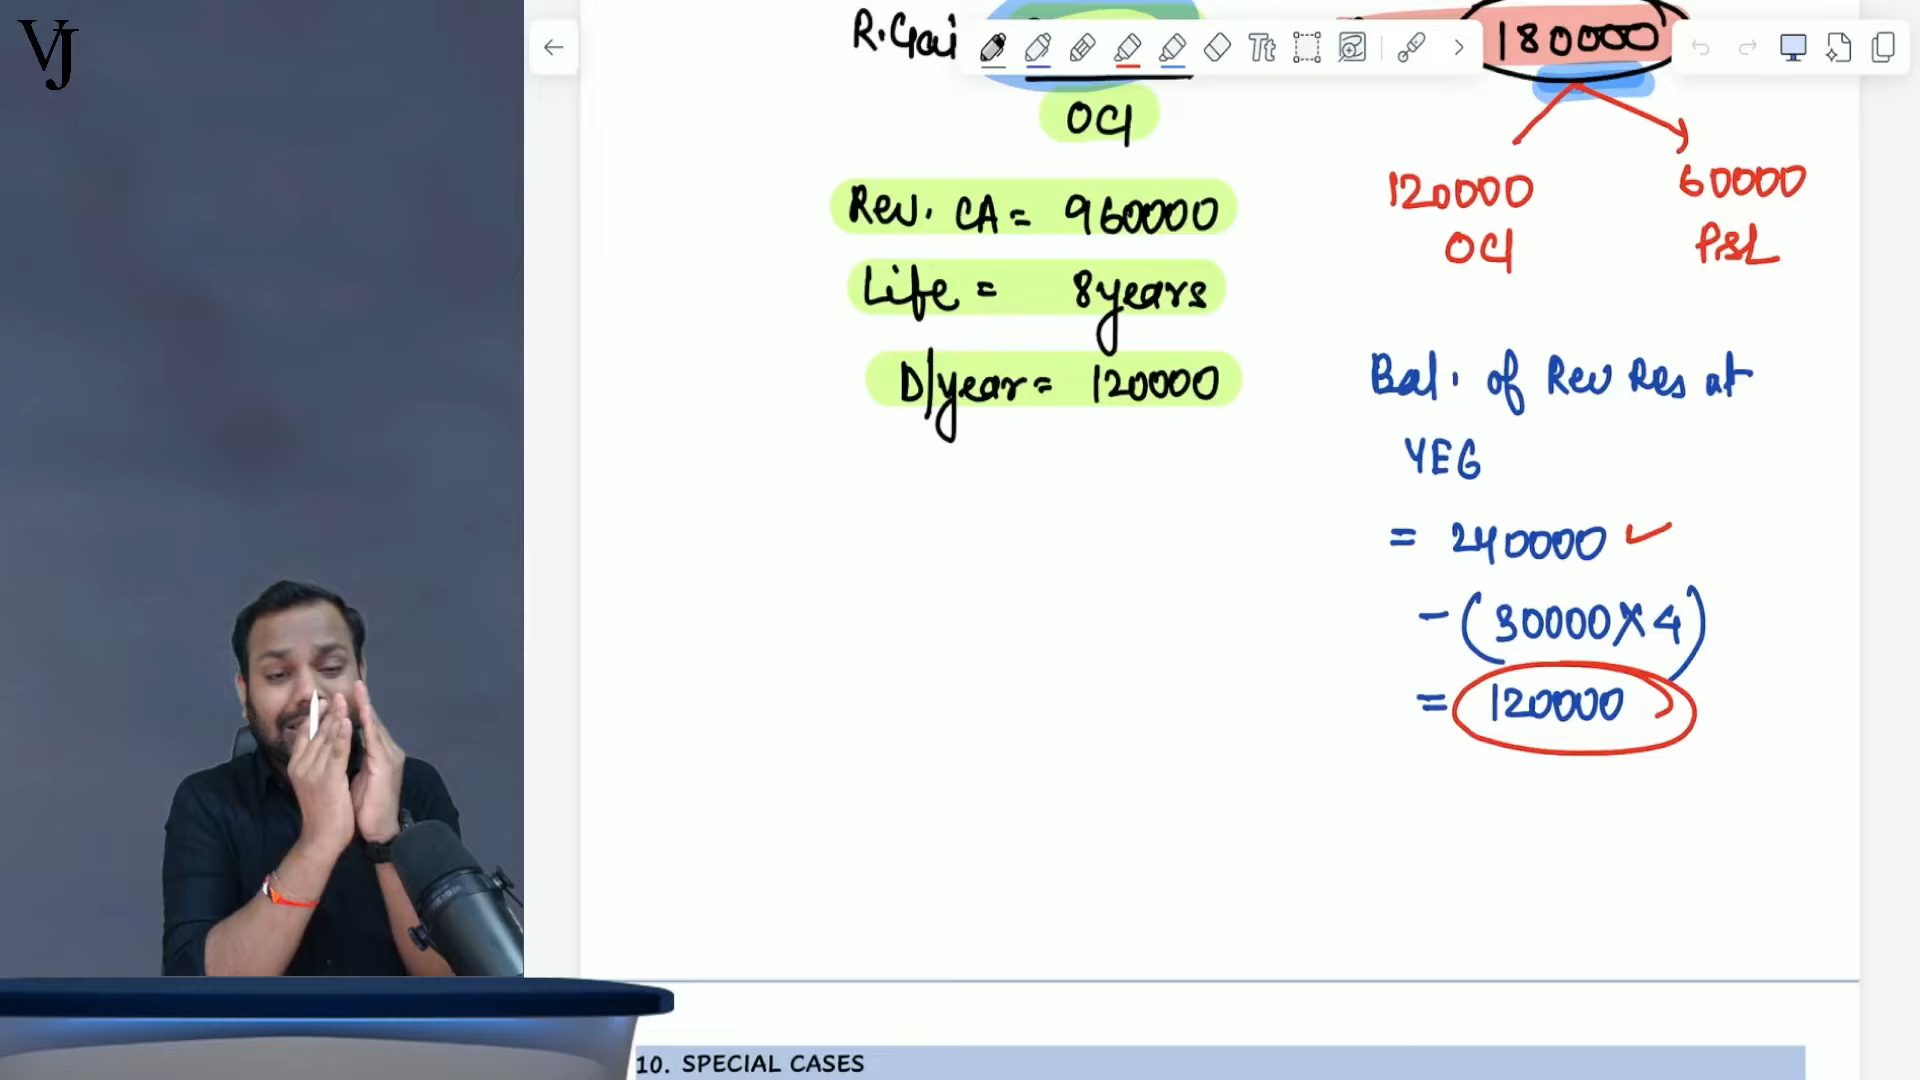 VJ
R.Gai
180000
OCI
Rev. CA = 960000
Life = 8years
D/year = 120000
120000
OCI
60000
P&L
Bal. of Rev Res at
YE6
= 240000 ✓
- (30000 X 4)
= 120000
10. SPECIAL CASES